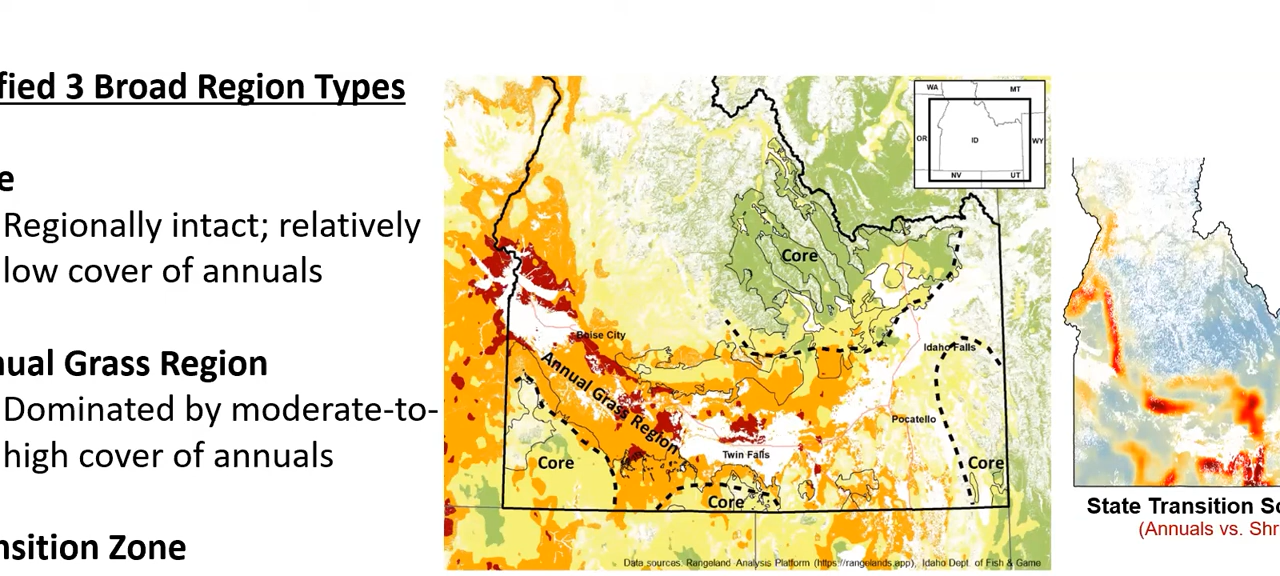 fied 3 Broad Region Types
e
Regionally intact; relatively
low cover of annuals
nual Grass Region
Dominated by moderate-to-
high cover of annuals
nsition Zone
WA
MT
OR
ID
WY
NV
UT
Core
Boise City
Idaho Falls
Annual Grass Region
Pocatello
Twin Falls
Core
Core
Core
Data sources: Rangeland Analysis Platform (https://rangelands.app), Idaho Dept. of Fish & Game
State Transition Sc
(Annuals vs. Shr